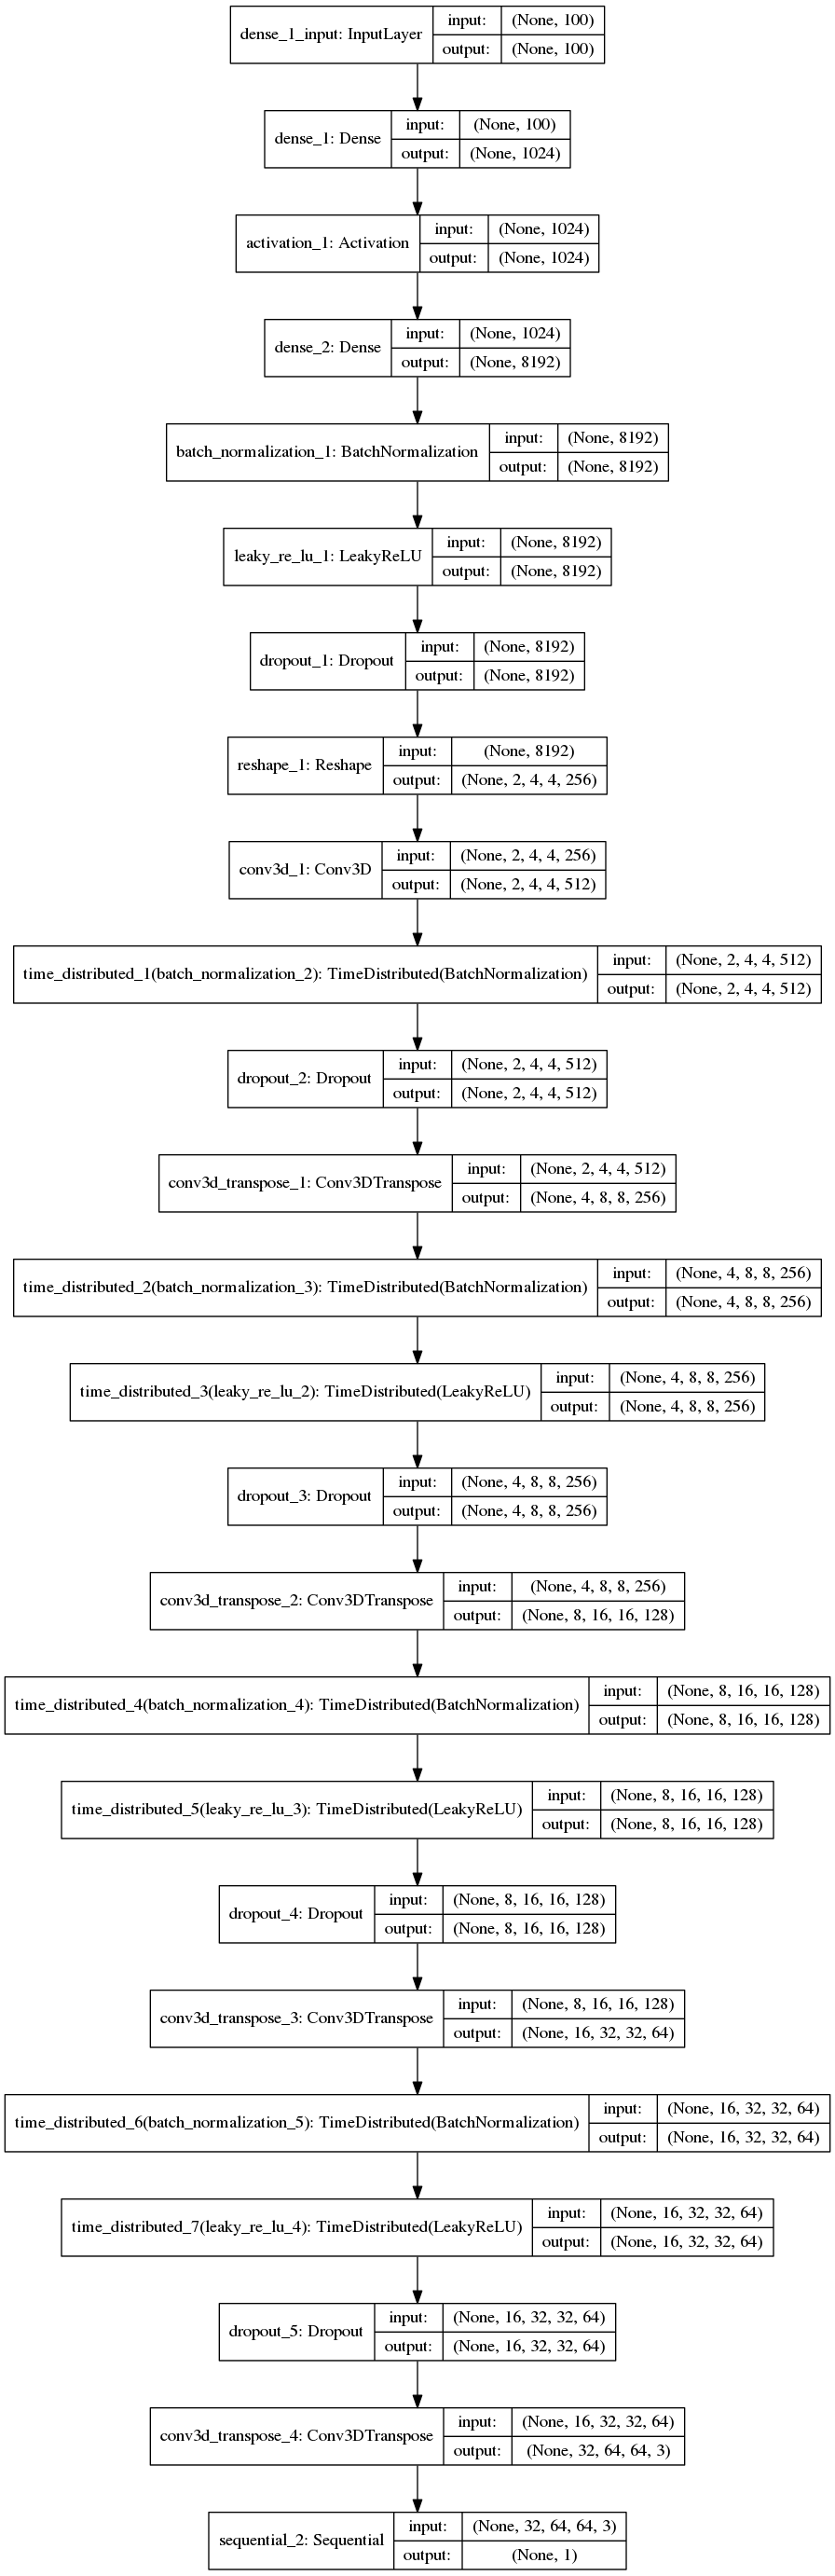 dense_1_input: InputLayer
input: (None, 100)
output: (None, 100)
dense_1: Dense
input: (None, 100)
output: (None, 1024)
activation_1: Activation
input: (None, 1024)
output: (None, 1024)
dense_2: Dense
input: (None, 1024)
output: (None, 8192)
batch_normalization_1: BatchNormalization
input: (None, 8192)
output: (None, 8192)
leaky_re_lu_1: LeakyReLU
input: (None, 8192)
output: (None, 8192)
dropout_1: Dropout
input: (None, 8192)
output: (None, 8192)
reshape_1: Reshape
input: (None, 8192)
output: (None, 2, 4, 4, 256)
conv3d_1: Conv3D
input: (None, 2, 4, 4, 256)
output: (None, 2, 4, 4, 512)
time_distributed_1(batch_normalization_2): TimeDistributed(BatchNormalization)
input: (None, 2, 4, 4, 512)
output: (None, 2, 4, 4, 512)
dropout_2: Dropout
input: (None, 2, 4, 4, 512)
output: (None, 2, 4, 4, 512)
conv3d_transpose_1: Conv3DTranspose
input: (None, 2, 4, 4, 512)
output: (None, 4, 8, 8, 256)
time_distributed_2(batch_normalization_3): TimeDistributed(BatchNormalization)
input: (None, 4, 8, 8, 256)
output: (None, 4, 8, 8, 256)
time_distributed_3(leaky_re_lu_2): TimeDistributed(LeakyReLU)
input: (None, 4, 8, 8, 256)
output: (None, 4, 8, 8, 256)
dropout_3: Dropout
input: (None, 4, 8, 8, 256)
output: (None, 4, 8, 8, 256)
conv3d_transpose_2: Conv3DTranspose
input: (None, 4, 8, 8, 256)
output: (None, 8, 16, 16, 128)
time_distributed_4(batch_normalization_4): TimeDistributed(BatchNormalization)
input: (None, 8, 16, 16, 128)
output: (None, 8, 16, 16, 128)
time_distributed_5(leaky_re_lu_3): TimeDistributed(LeakyReLU)
input: (None, 8, 16, 16, 128)
output: (None, 8, 16, 16, 128)
dropout_4: Dropout
input: (None, 8, 16, 16, 128)
output: (None, 8, 16, 16, 128)
conv3d_transpose_3: Conv3DTranspose
input: (None, 8, 16, 16, 128)
output: (None, 16, 32, 32, 64)
time_distributed_6(batch_normalization_5): TimeDistributed(BatchNormalization)
input: (None, 16, 32, 32, 64)
output: (None, 16, 32, 32, 64)
time_distributed_7(leaky_re_lu_4): TimeDistributed(LeakyReLU)
input: (None, 16, 32, 32, 64)
output: (None, 16, 32, 32, 64)
dropout_5: Dropout
input: (None, 16, 32, 32, 64)
output: (None, 16, 32, 32, 64)
conv3d_transpose_4: Conv3DTranspose
input: (None, 16, 32, 32, 64)
output: (None, 32, 64, 64, 3)
sequential_2: Sequential
input: (None, 32, 64, 64, 3)
output: (None, 1)